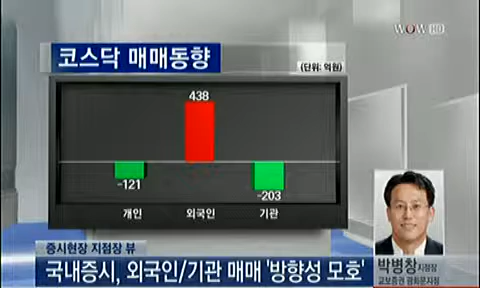 WOW HD
코스닥 매매동향
(단위: 억원)
438
-121
-203
개인
외국인
기관
증시현장 지점장 뷰
국내증시, 외국인/기관 매매 '방향성 모호'
박병창 지점장
교보증권 광화문지점